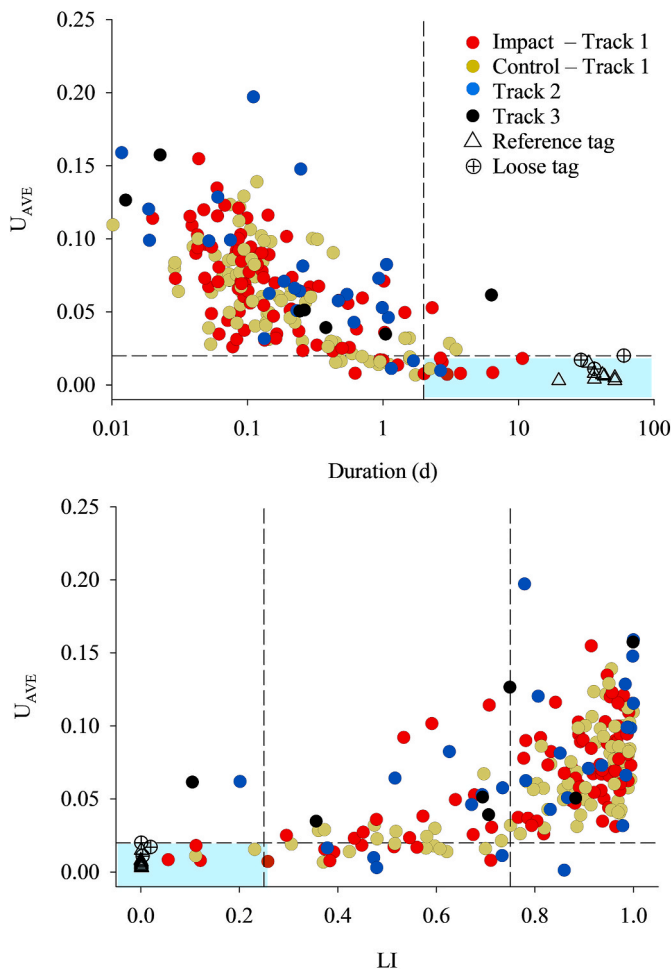 0.25
0.20
0.15
0.10
0.05
0.00
U_AVE
Impact – Track 1
Control – Track 1
Track 2
Track 3
Reference tag
Loose tag
0.01 0.1 1 10 100
Duration (d)
0.25
0.20
0.15
0.10
0.05
0.00
U_AVE
0.0 0.2 0.4 0.6 0.8 1.0
LI